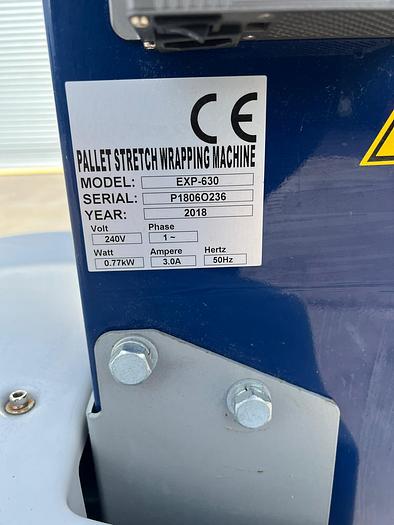 CE
PALLET STRETCH WRAPPING MACHINE
MODEL: EXP-630
SERIAL: P1806O236
YEAR: 2018
Volt Phase
240V 1 ~
Watt Ampere Hertz
0.77kW 3.0A 50Hz